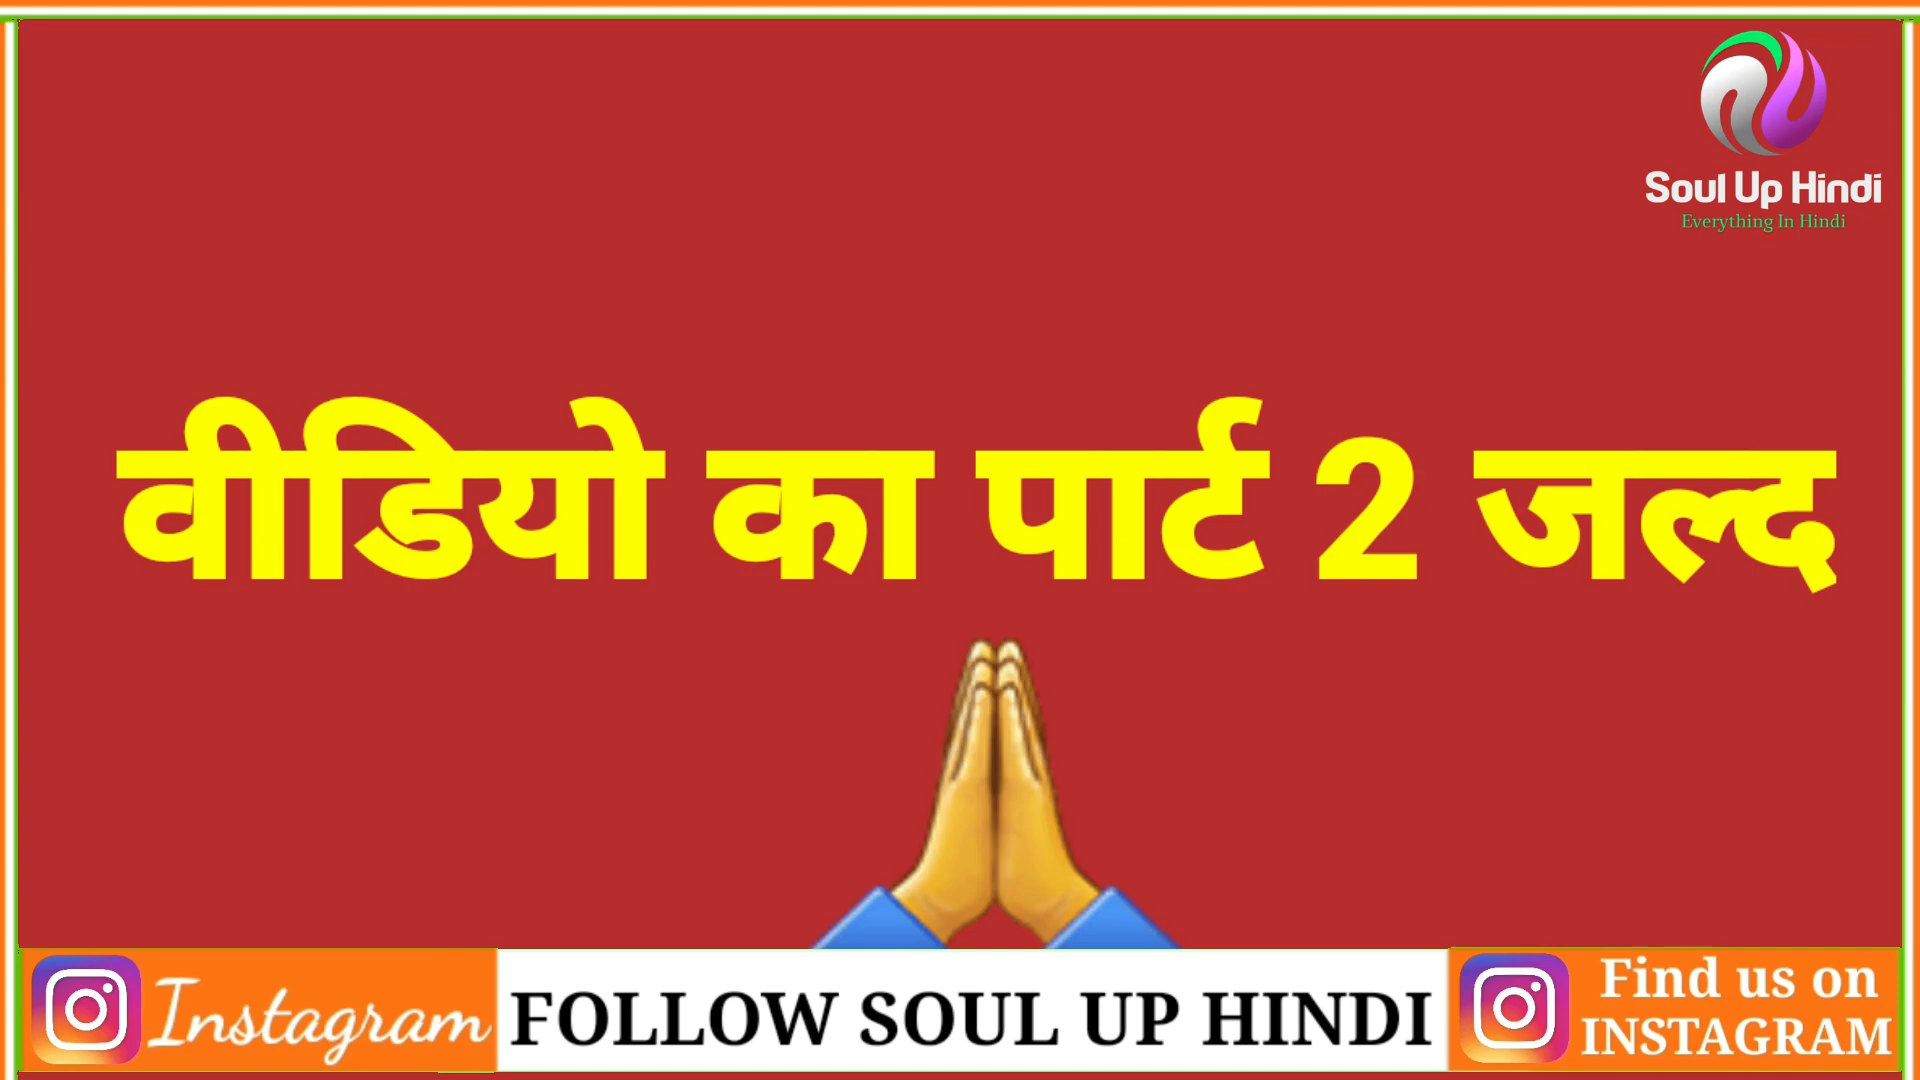 Soul Up Hindi
Everything In Hindi
वीडियो का पार्ट 2 जल्द
Instagram FOLLOW SOUL UP HINDI
Find us on
INSTAGRAM